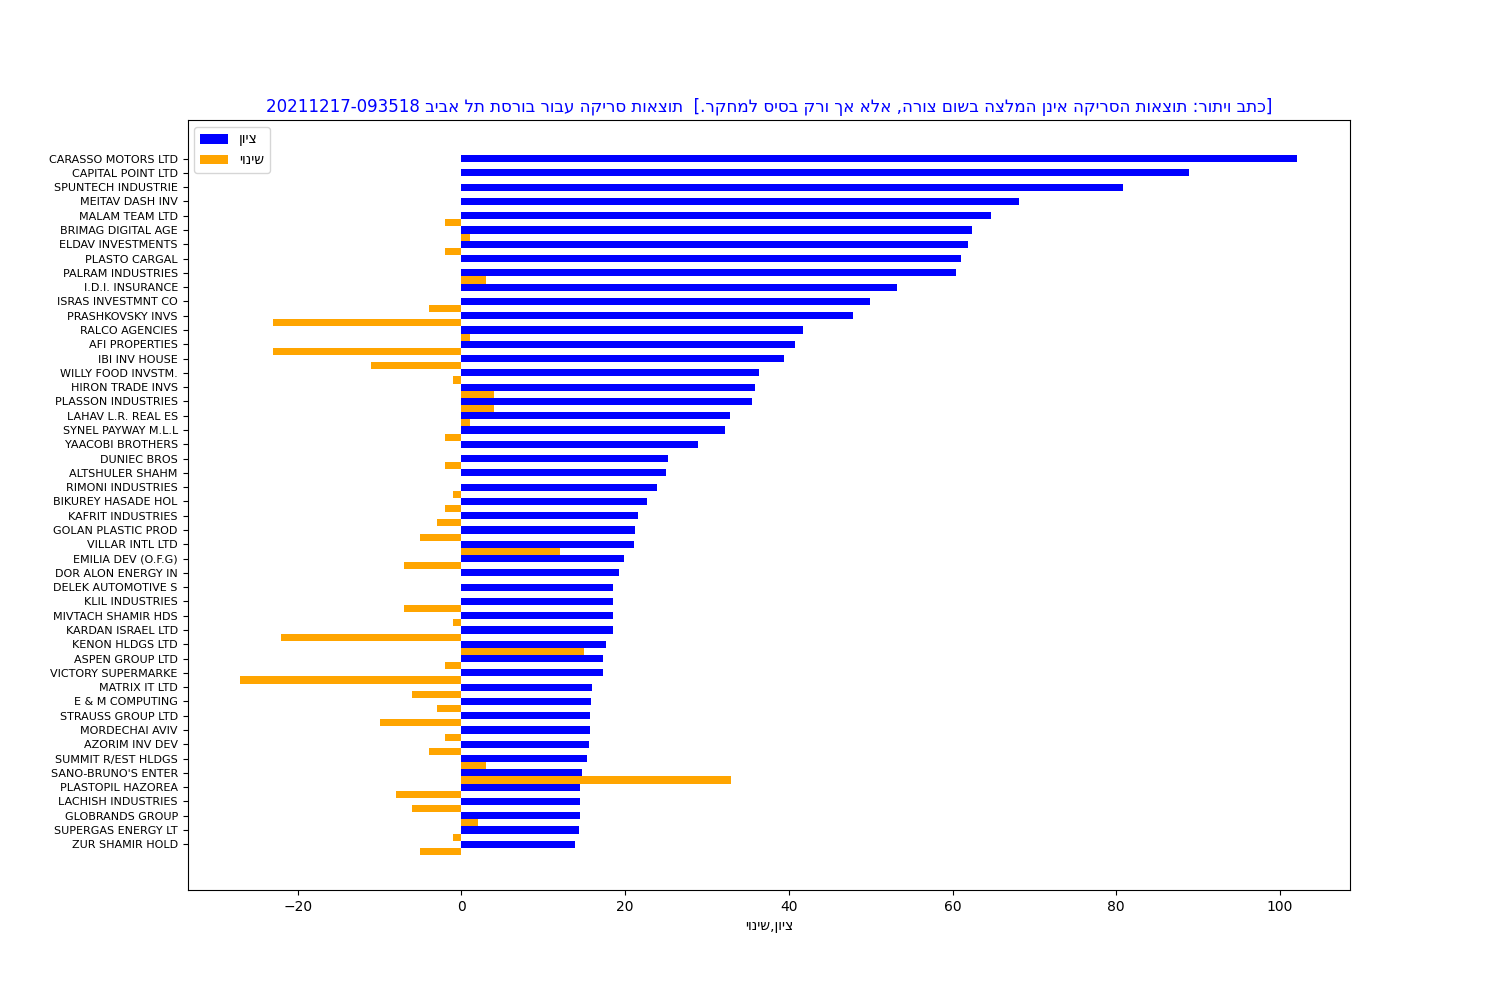 [כתב ויתור: תוצאות הסריקה אינן המלצה בשום צורה, אלא אך ורק בסיס למחקר.]  תוצאות סריקה עבור בורסת תל אביב 20211217-093518
ציון
שינוי
CARASSO MOTORS LTD
CAPITAL POINT LTD
SPUNTECH INDUSTRIE
MEITAV DASH INV
MALAM TEAM LTD
BRIMAG DIGITAL AGE
ELDAV INVESTMENTS
PLASTO CARGAL
PALRAM INDUSTRIES
I.D.I. INSURANCE
ISRAS INVESTMNT CO
PRASHKOVSKY INVS
RALCO AGENCIES
AFI PROPERTIES
IBI INV HOUSE
WILLY FOOD INVSTM.
HIRON TRADE INVS
PLASSON INDUSTRIES
LAHAV L.R. REAL ES
SYNEL PAYWAY M.L.L
YAACOBI BROTHERS
DUNIEC BROS
ALTSHULER SHAHM
RIMONI INDUSTRIES
BIKUREY HASADE HOL
KAFRIT INDUSTRIES
GOLAN PLASTIC PROD
VILLAR INTL LTD
EMILIA DEV (O.F.G)
DOR ALON ENERGY IN
DELEK AUTOMOTIVE S
KLIL INDUSTRIES
MIVTACH SHAMIR HDS
KARDAN ISRAEL LTD
KENON HLDGS LTD
ASPEN GROUP LTD
VICTORY SUPERMARKE
MATRIX IT LTD
E & M COMPUTING
STRAUSS GROUP LTD
MORDECHAI AVIV
AZORIM INV DEV
SUMMIT R/EST HLDGS
SANO-BRUNO'S ENTER
PLASTOPIL HAZOREA
LACHISH INDUSTRIES
GLOBRANDS GROUP
SUPERGAS ENERGY LT
ZUR SHAMIR HOLD
−20 0 20 40 60 80 100
ציון,שינוי